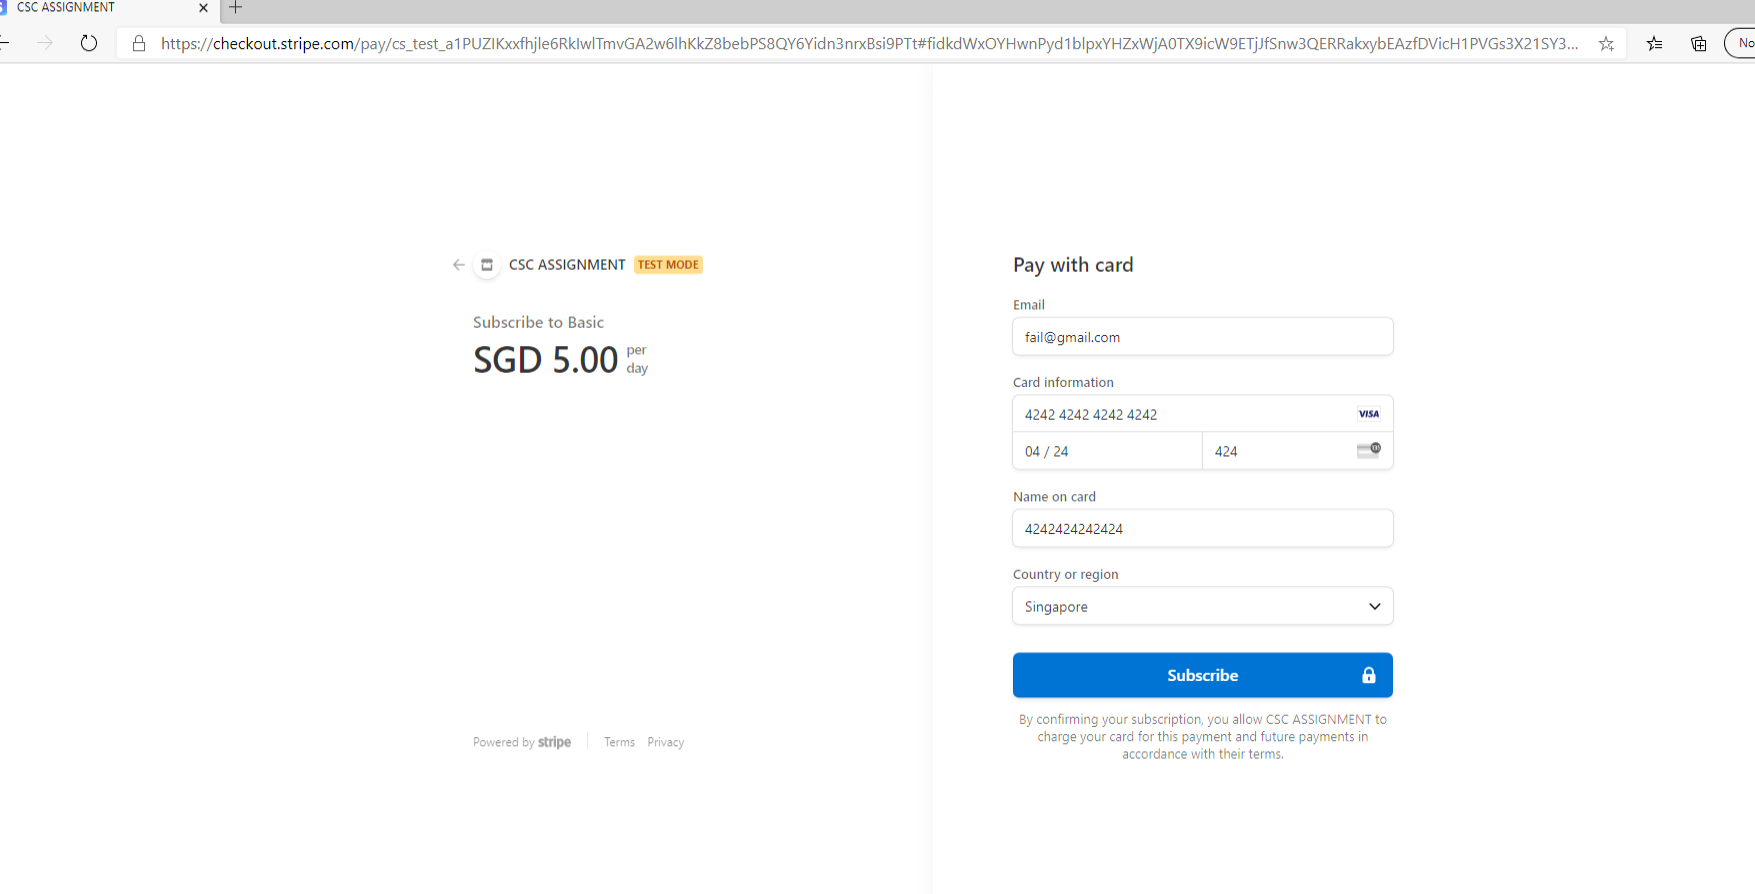 CSC ASSIGNMENT
https://checkout.stripe.com/pay/cs_test_a1PUZIKxxfhjle6RkIwlTmvGA2w6lhKkZ8bebPS8QY6Yidn3nrxBsi9PTt#fidkdWxOYHwnPyd1blpxYHZxWjA0TX9icW9ETjJfSnw3QERRakxybEAzfDVicH1PVGs3X21SY3...
No
CSC ASSIGNMENT TEST MODE
Subscribe to Basic
SGD 5.00 per day
Powered by stripe Terms Privacy
Pay with card
Email
fail@gmail.com
Card information
4242 4242 4242 4242 VISA
04 / 24 424
Name on card
4242424242424
Country or region
Singapore
Subscribe
By confirming your subscription, you allow CSC ASSIGNMENT to
charge your card for this payment and future payments in
accordance with their terms.